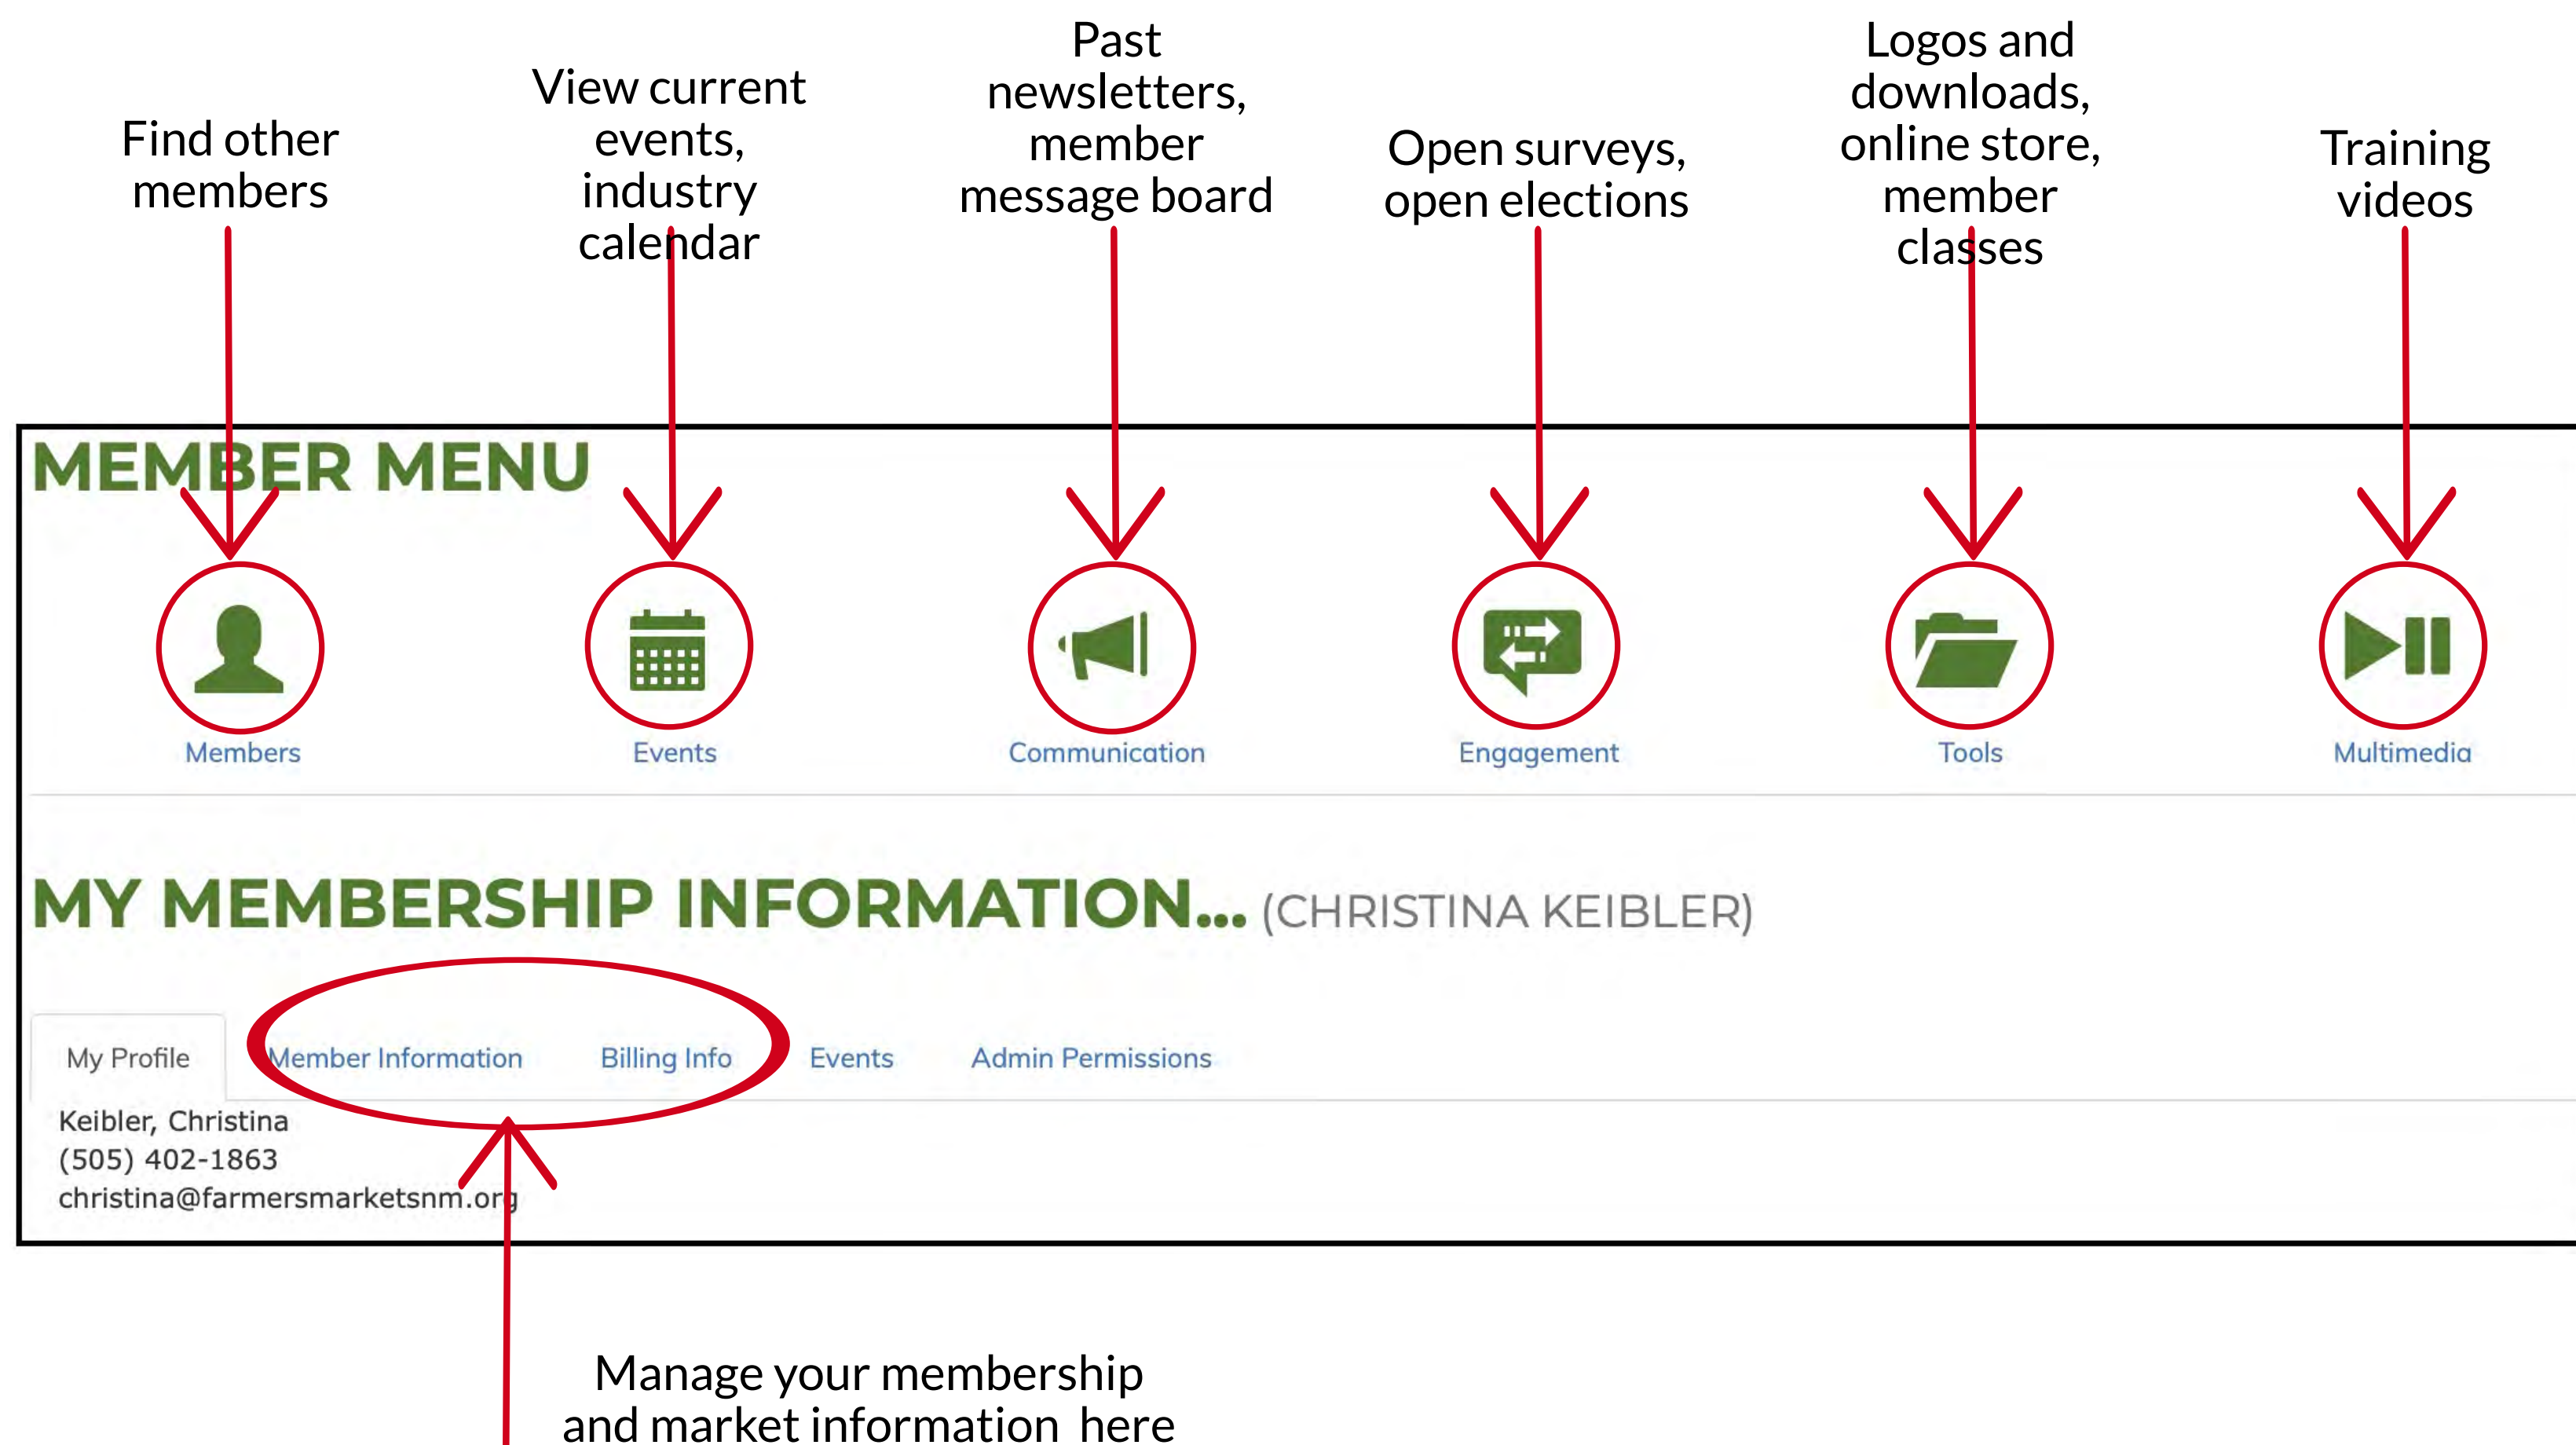 Find other
members
View current
events,
industry
calendar
Past
newsletters,
member
message board
Open surveys,
open elections
Logos and
downloads,
online store,
member
classes
Training
videos
MEMBER MENU
Members
Events
Communication
Engagement
Tools
Multimedia
MY MEMBERSHIP INFORMATION... (CHRISTINA KEIBLER)
My Profile Member Information Billing Info Events Admin Permissions
Keibler, Christina
(505) 402-1863
christina@farmersmarketsnm.org
Manage your membership
and market information here